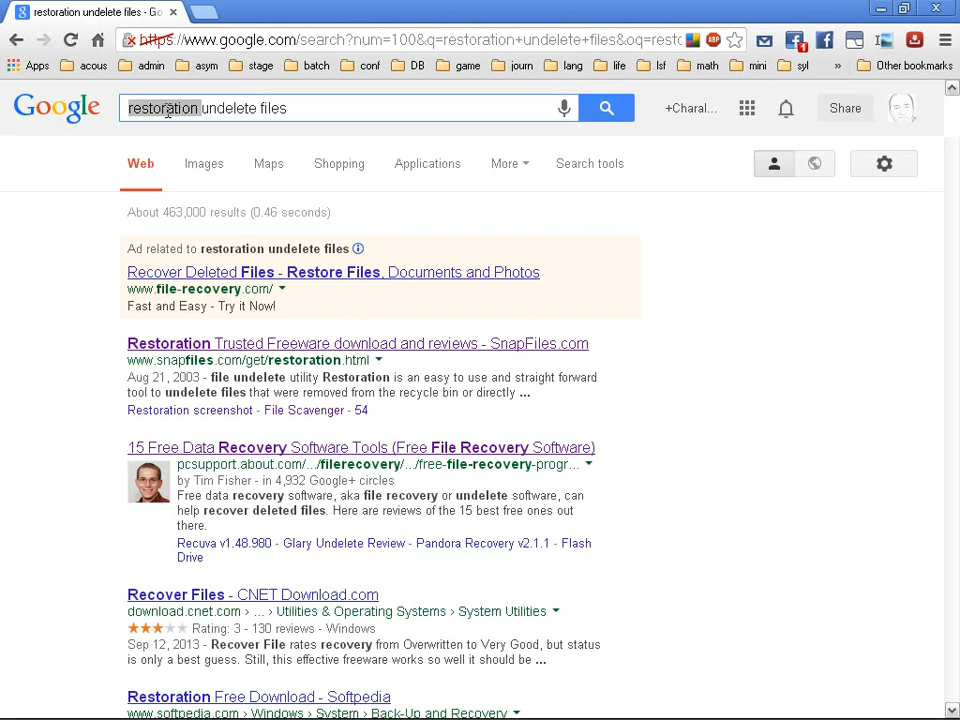 restoration undelete files - Go
https://www.google.com/search?num=100&q=restoration+undelete+files&oq=resto
Apps acous admin asym stage batch conf DB game journ lang life lsf math mini syl » Other bookmarks
Google restoration undelete files +Charal... Share
Web Images Maps Shopping Applications More Search tools
About 463,000 results (0.46 seconds)
Ad related to restoration undelete files
Recover Deleted Files - Restore Files, Documents and Photos
www.file-recovery.com/
Fast and Easy - Try it Now!
Restoration Trusted Freeware download and reviews - SnapFiles.com
www.snapfiles.com/get/restoration.html
Aug 21, 2003 - file undelete utility Restoration is an easy to use and straight forward
tool to undelete files that were removed from the recycle bin or directly ...
Restoration screenshot - File Scavenger - 54
15 Free Data Recovery Software Tools (Free File Recovery Software)
pcsupport.about.com/.../filerecovery/.../free-file-recovery-progr...
by Tim Fisher - in 4,932 Google+ circles
Free data recovery software, aka file recovery or undelete software, can
help recover deleted files. Here are reviews of the 15 best free ones out
there.
Recuva v1.48.980 - Glary Undelete Review - Pandora Recovery v2.1.1 - Flash
Drive
Recover Files - CNET Download.com
download.cnet.com › ... › Utilities & Operating Systems › System Utilities
Rating: 3 - 130 reviews - Windows
Sep 12, 2013 - Recover File rates recovery from Overwritten to Very Good, but status
is only a best guess. Still, this effective freeware works so well it should be ...
Restoration Free Download - Softpedia
www.softpedia.com › Windows › System › Back-Up and Recovery